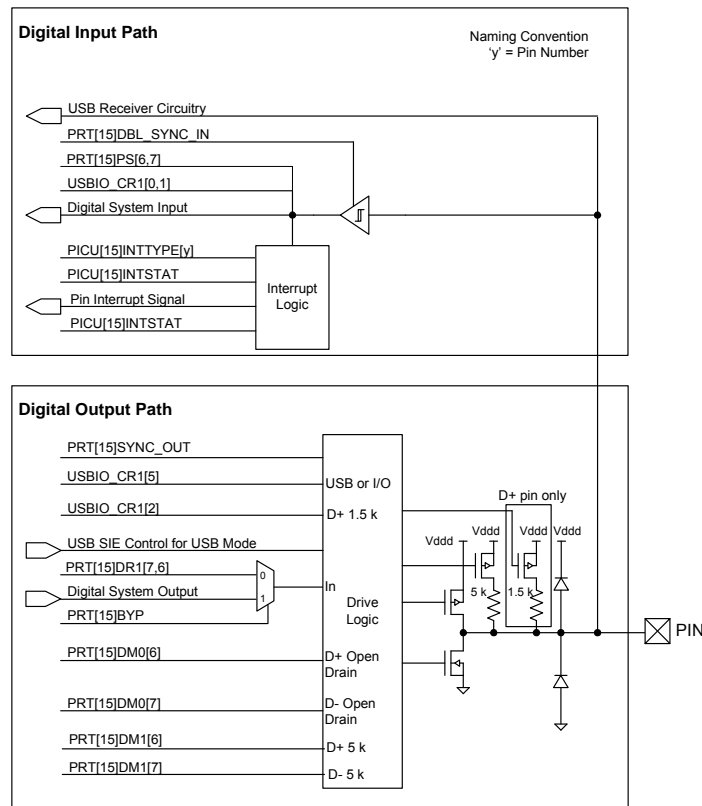 Digital Input Path
Naming Convention
'y' = Pin Number
USB Receiver Circuitry
PRT[15]DBL_SYNC_IN
PRT[15]PS[6,7]
USBIO_CR1[0,1]
Digital System Input
PICU[15]INTTYPE[y]
PICU[15]INTSTAT
Pin Interrupt Signal
PICU[15]INTSTAT
Interrupt
Logic
Digital Output Path
PRT[15]SYNC_OUT
USBIO_CR1[5]
USB or I/O
USBIO_CR1[2]
D+ 1.5 k
D+ pin only
USB SIE Control for USB Mode
Vddd
Vddd
Vddd
Vddd
PRT[15]DR1[7,6]
0
Digital System Output
1
In
5 k
1.5 k
PRT[15]BYP
Drive
Logic
PIN
PRT[15]DM0[6]
D+ Open
Drain
PRT[15]DM0[7]
D- Open
Drain
PRT[15]DM1[6]
D+ 5 k
PRT[15]DM1[7]
D- 5 k